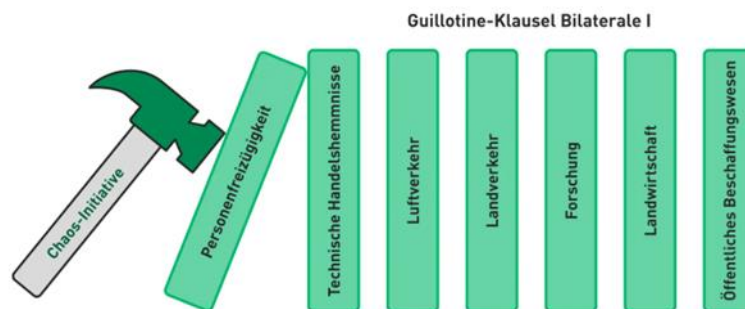 Guillotine-Klausel Bilaterale I
Chaos-Initiative
Personenfreizügigkeit
Technische Handelshemmnisse
Luftverkehr
Landverkehr
Forschung
Landwirtschaft
Öffentliches Beschaffungswesen